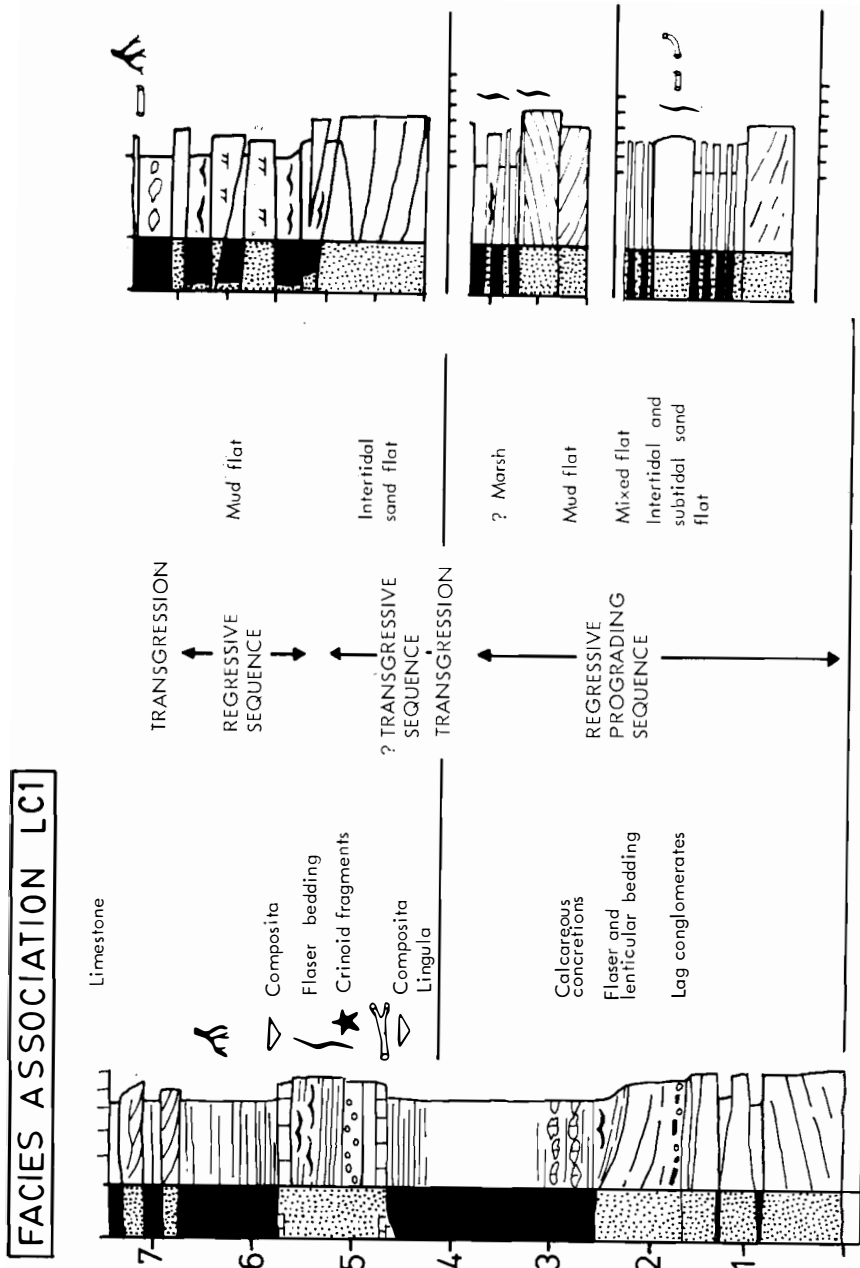 FACIES ASSOCIATION LC1
7
6
5
4
3
2
1
Limestone
Composita
Flaser bedding
Crinoid fragments
Composita
Lingula
Calcareous
concretions
Flaser and
lenticular bedding
Lag conglomerates
TRANSGRESSION
REGRESSIVE
SEQUENCE
? TRANSGRESSIVE
SEQUENCE
TRANSGRESSION
REGRESSIVE
PROGRADING
SEQUENCE
Mud flat
Intertidal
sand flat
? Marsh
Mud flat
Mixed flat
Intertidal and
subtidal sand
flat